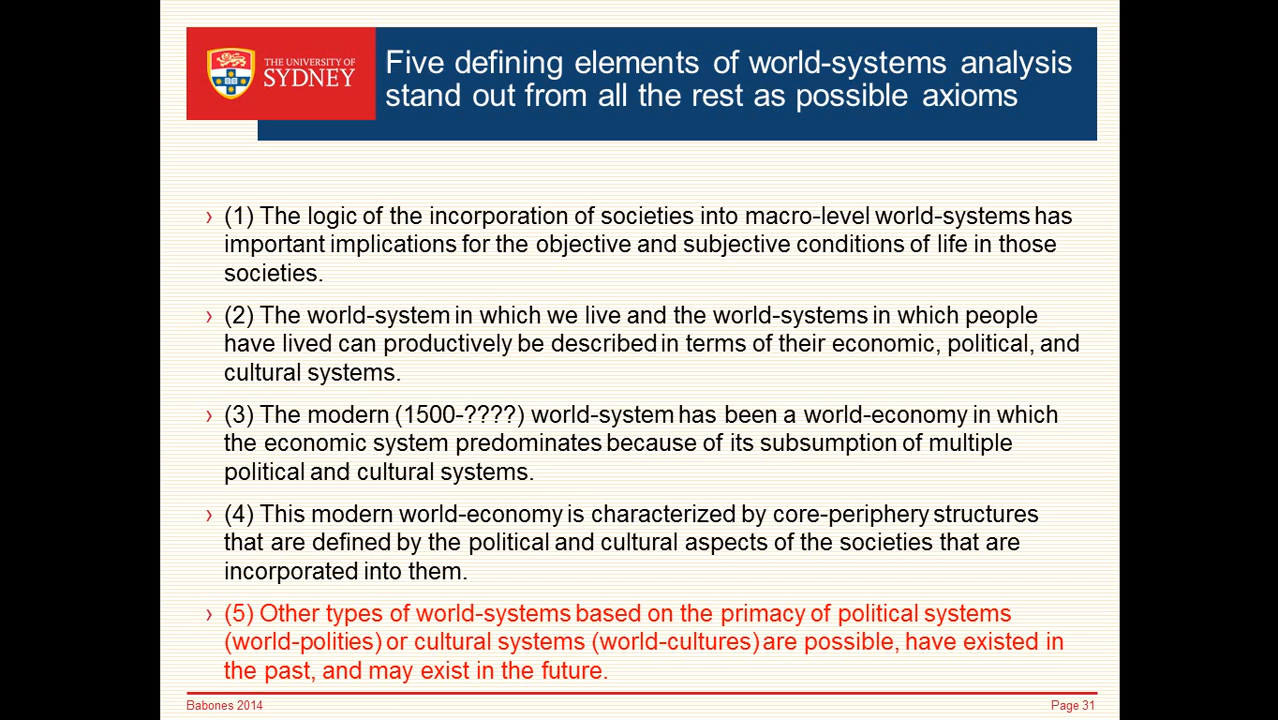 THE UNIVERSITY OF
SYDNEY
Five defining elements of world-systems analysis
stand out from all the rest as possible axioms
› (1) The logic of the incorporation of societies into macro-level world-systems has
important implications for the objective and subjective conditions of life in those
societies.
› (2) The world-system in which we live and the world-systems in which people
have lived can productively be described in terms of their economic, political, and
cultural systems.
› (3) The modern (1500-????) world-system has been a world-economy in which
the economic system predominates because of its subsumption of multiple
political and cultural systems.
› (4) This modern world-economy is characterized by core-periphery structures
that are defined by the political and cultural aspects of the societies that are
incorporated into them.
› (5) Other types of world-systems based on the primacy of political systems
(world-polities) or cultural systems (world-cultures) are possible, have existed in
the past, and may exist in the future.
Babones 2014
Page 31